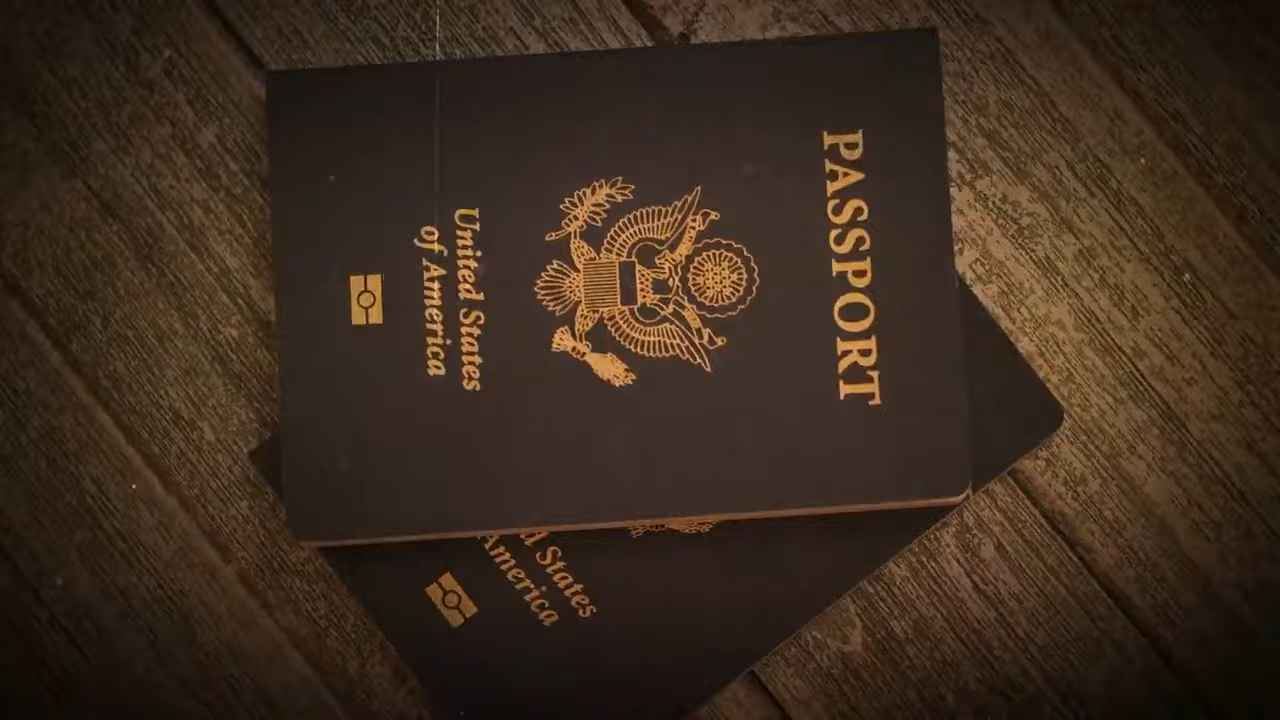 PASSPORT
United States
of America
States
America